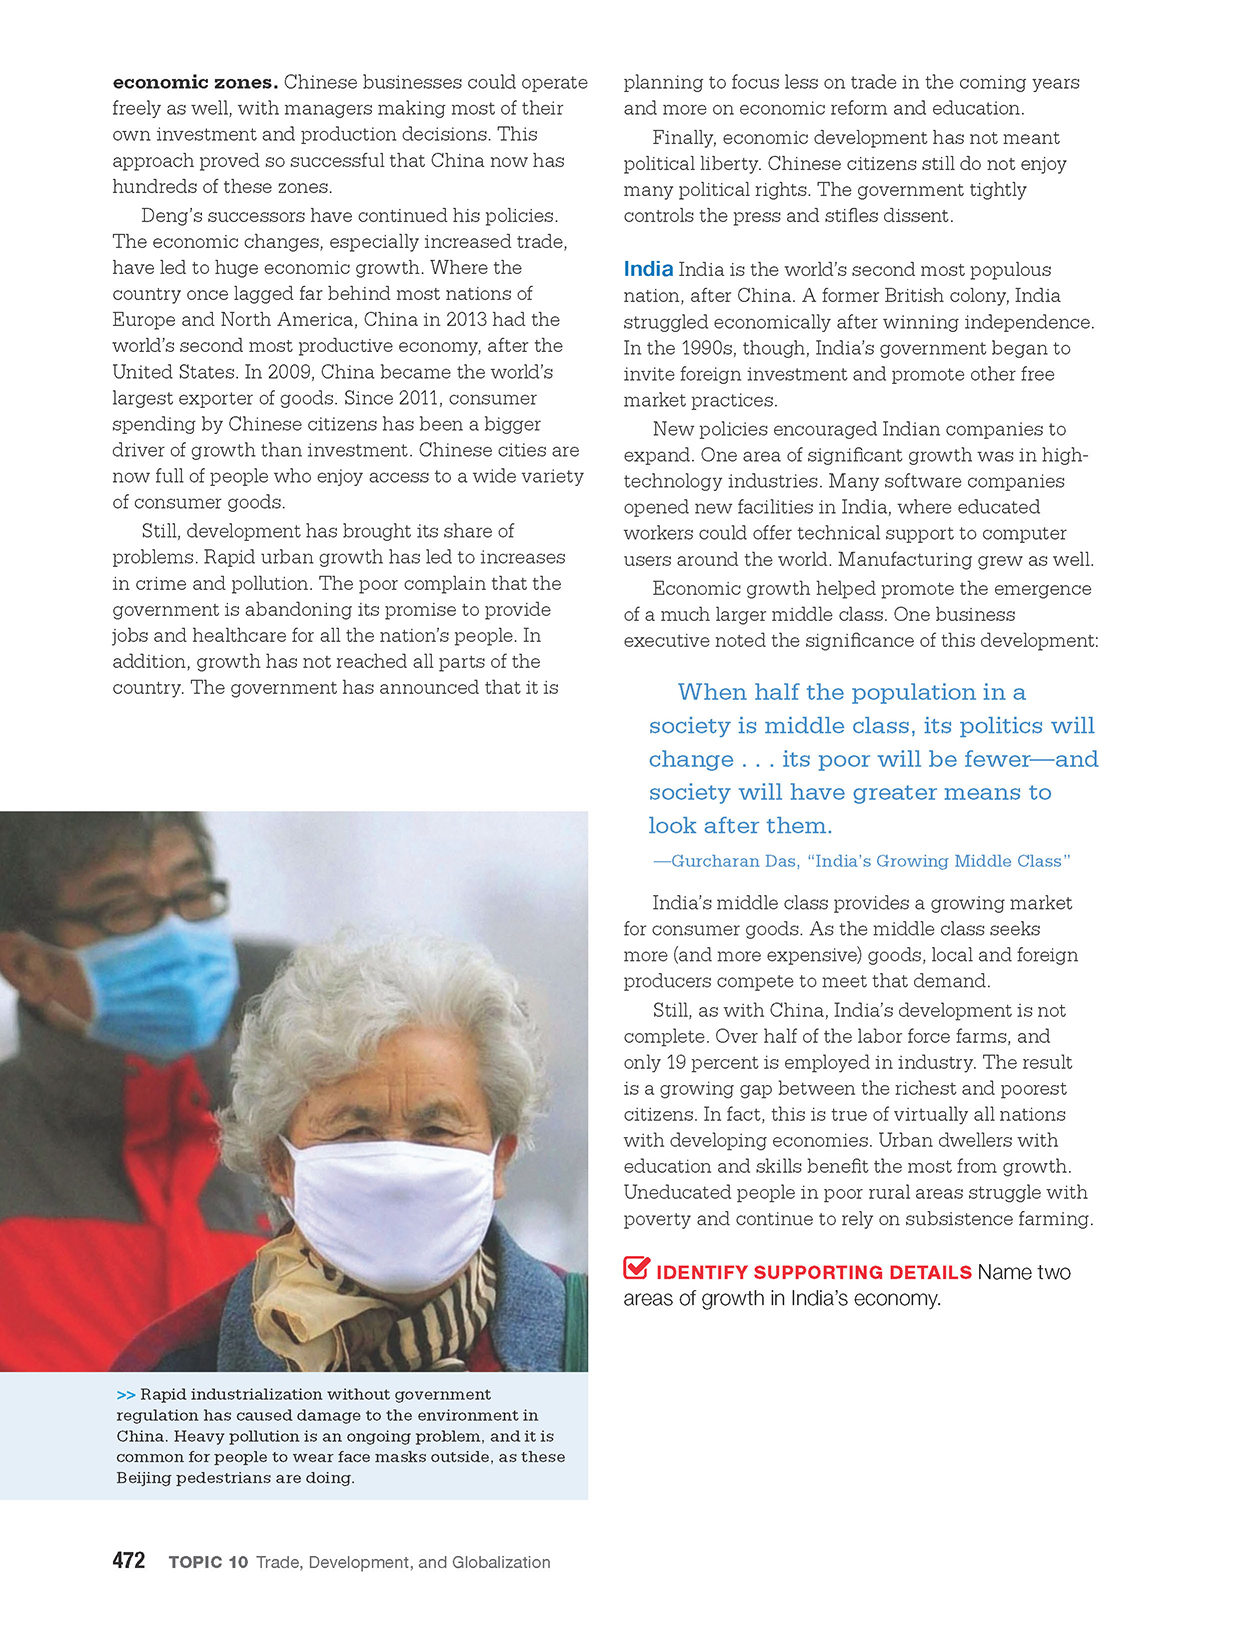 economic zones. Chinese businesses could operate
freely as well, with managers making most of their
own investment and production decisions. This
approach proved so successful that China now has
hundreds of these zones.
Deng's successors have continued his policies.
The economic changes, especially increased trade,
have led to huge economic growth. Where the
country once lagged far behind most nations of
Europe and North America, China in 2013 had the
world's second most productive economy, after the
United States. In 2009, China became the world's
largest exporter of goods. Since 2011, consumer
spending by Chinese citizens has been a bigger
driver of growth than investment. Chinese cities are
now full of people who enjoy access to a wide variety
of consumer goods.
Still, development has brought its share of
problems. Rapid urban growth has led to increases
in crime and pollution. The poor complain that the
government is abandoning its promise to provide
jobs and healthcare for all the nation's people. In
addition, growth has not reached all parts of the
country. The government has announced that it is
>> Rapid industrialization without government
regulation has caused damage to the environment in
China. Heavy pollution is an ongoing problem, and it is
common for people to wear face masks outside, as these
Beijing pedestrians are doing.
planning to focus less on trade in the coming years
and more on economic reform and education.
Finally, economic development has not meant
political liberty. Chinese citizens still do not enjoy
many political rights. The government tightly
controls the press and stifles dissent.
India India is the world's second most populous
nation, after China. A former British colony, India
struggled economically after winning independence.
In the 1990s, though, India's government began to
invite foreign investment and promote other free
market practices.
New policies encouraged Indian companies to
expand. One area of significant growth was in high-
technology industries. Many software companies
opened new facilities in India, where educated
workers could offer technical support to computer
users around the world. Manufacturing grew as well.
Economic growth helped promote the emergence
of a much larger middle class. One business
executive noted the significance of this development:
When half the population in a
society is middle class, its politics will
change . . . its poor will be fewer—and
society will have greater means to
look after them.
—Gurcharan Das, “India's Growing Middle Class”
India's middle class provides a growing market
for consumer goods. As the middle class seeks
more (and more expensive) goods, local and foreign
producers compete to meet that demand.
Still, as with China, India's development is not
complete. Over half of the labor force farms, and
only 19 percent is employed in industry. The result
is a growing gap between the richest and poorest
citizens. In fact, this is true of virtually all nations
with developing economies. Urban dwellers with
education and skills benefit the most from growth.
Uneducated people in poor rural areas struggle with
poverty and continue to rely on subsistence farming.
IDENTIFY SUPPORTING DETAILS Name two
areas of growth in India's economy.
472 TOPIC 10 Trade, Development, and Globalization